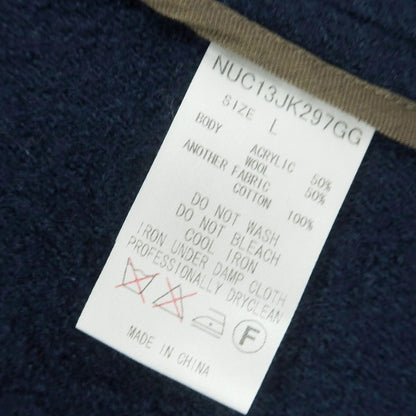 NUC13JK297GG
SIZE L
BODY ACRYLIC 50%
WOOL 50%
ANOTHER FABRIC
COTTON 100%
DO NOT WASH
DO NOT BLEACH
COOL IRON
IRON UNDER DAMP CLOTH
PROFESSIONALLY DRYCLEAN
F
MADE IN CHINA